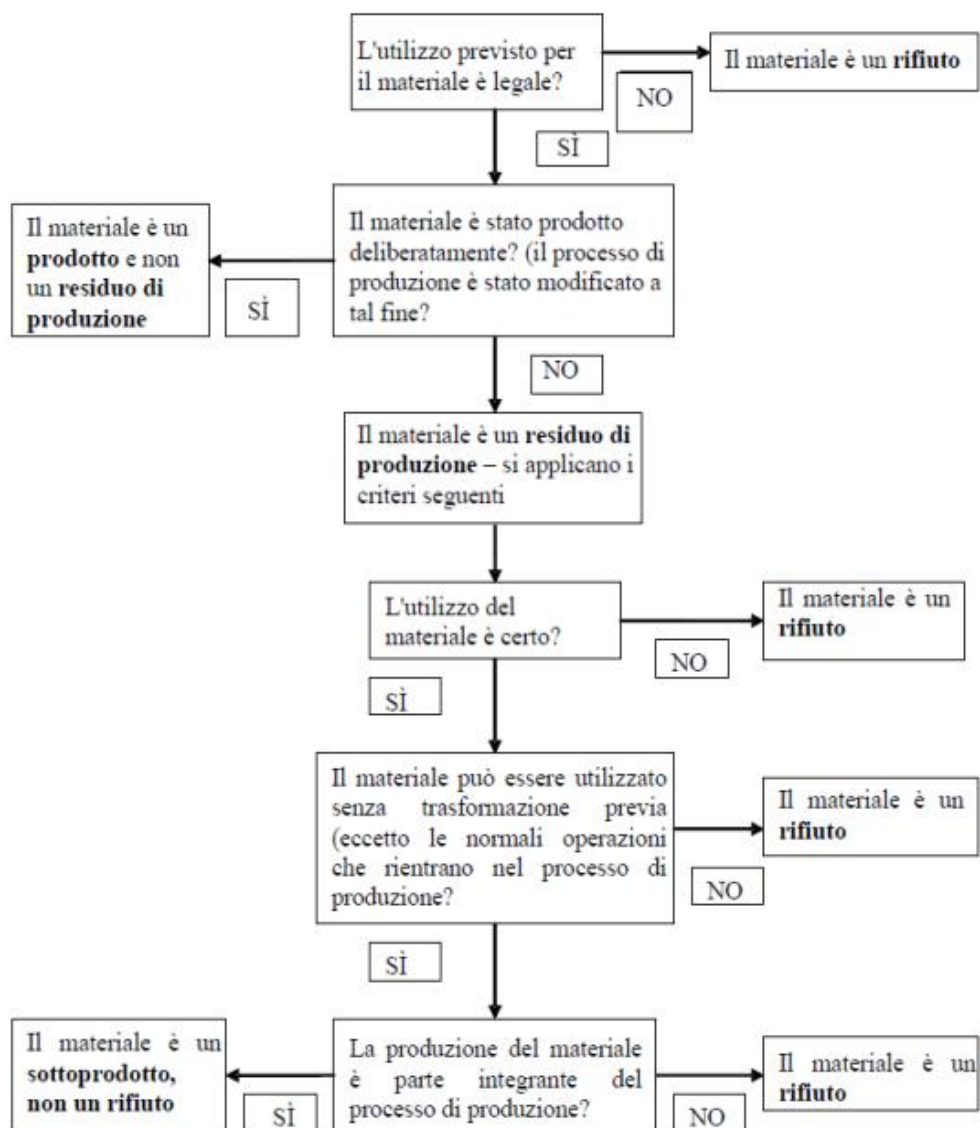 L'utilizzo previsto per
il materiale è legale?
Il materiale è un rifiuto
NO
SÌ
Il materiale è un
prodotto e non
un residuo di
produzione
SÌ
Il materiale è stato prodotto
deliberatamente? (il processo di
produzione è stato modificato a
tal fine?
NO
Il materiale è un residuo di
produzione – si applicano i
criteri seguenti
L'utilizzo del
materiale è certo?
Il materiale è un
rifiuto
NO
SÌ
Il materiale può essere utilizzato
senza trasformazione previa
(eccetto le normali operazioni
che rientrano nel processo di
produzione?
Il materiale è un
rifiuto
NO
SÌ
Il materiale è un
sottoprodotto,
non un rifiuto
SÌ
La produzione del materiale
è parte integrante del
processo di produzione?
NO
Il materiale è un
rifiuto